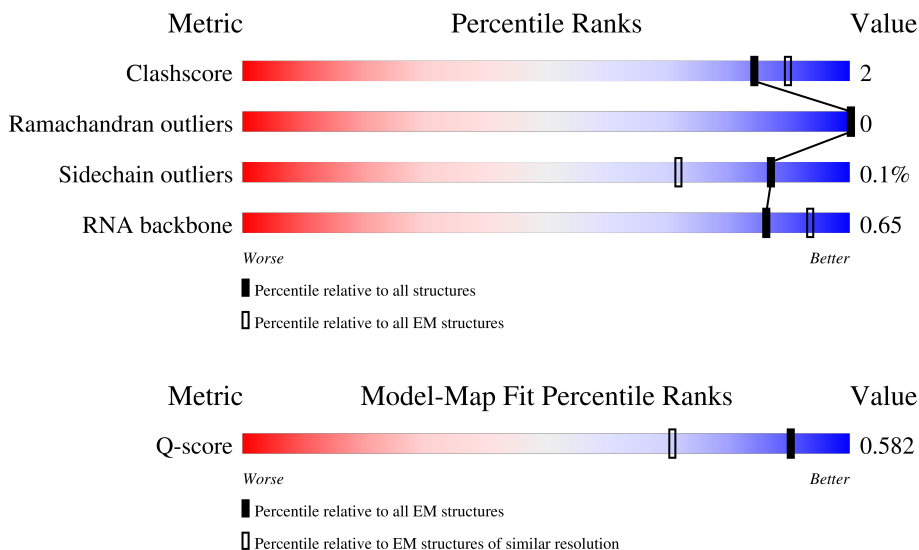 Metric Percentile Ranks Value
Clashscore 2
Ramachandran outliers 0
Sidechain outliers 0.1%
RNA backbone 0.65
Worse Better
Percentile relative to all structures
Percentile relative to all EM structures
Metric Model-Map Fit Percentile Ranks Value
Q-score 0.582
Worse Better
Percentile relative to all EM structures
Percentile relative to EM structures of similar resolution